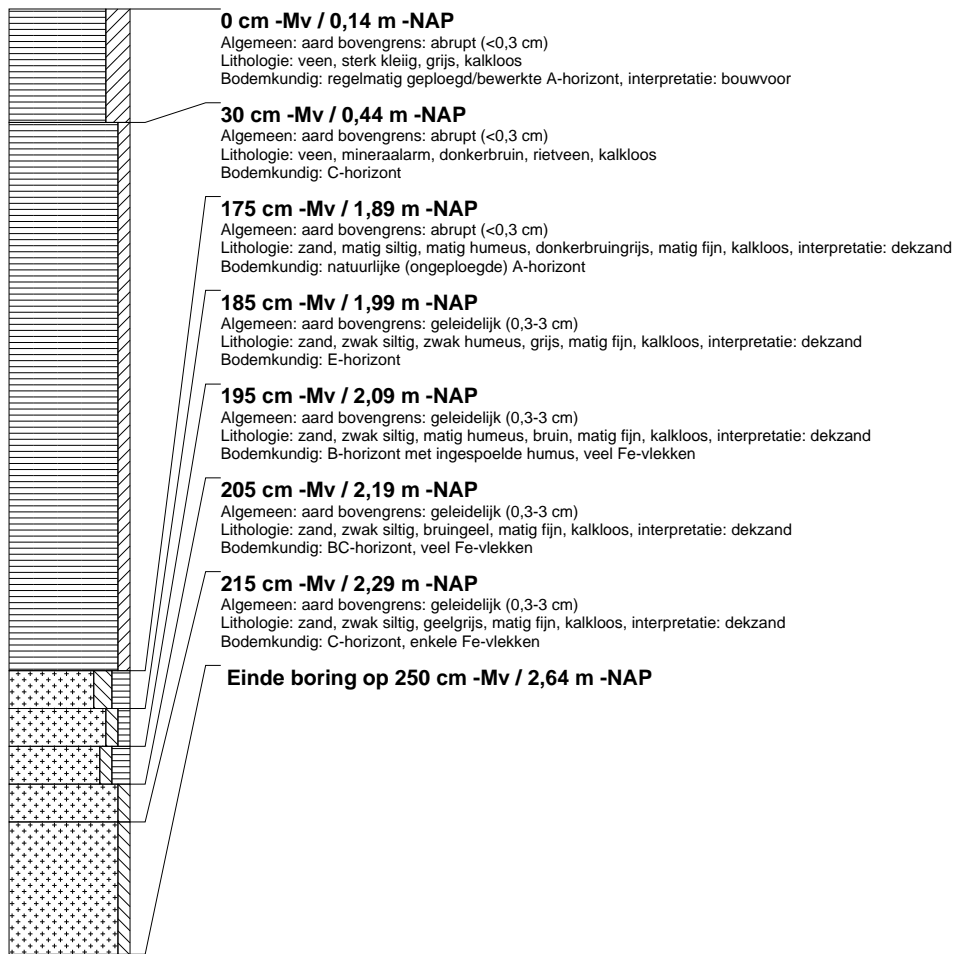 0 cm -Mv / 0,14 m -NAP
Algemeen: aard bovengrens: abrupt (<0,3 cm)
Lithologie: veen, sterk kleiig, grijs, kalkloos
Bodemkundig: regelmatig geploegd/bewerkte A-horizont, interpretatie: bouwvoor
30 cm -Mv / 0,44 m -NAP
Algemeen: aard bovengrens: abrupt (<0,3 cm)
Lithologie: veen, mineraalarm, donkerbruin, rietveen, kalkloos
Bodemkundig: C-horizont
175 cm -Mv / 1,89 m -NAP
Algemeen: aard bovengrens: abrupt (<0,3 cm)
Lithologie: zand, matig siltig, matig humeus, donkerbruingrijs, matig fijn, kalkloos, interpretatie: dekzand
Bodemkundig: natuurlijke (ongeploegde) A-horizont
185 cm -Mv / 1,99 m -NAP
Algemeen: aard bovengrens: geleidelijk (0,3-3 cm)
Lithologie: zand, zwak siltig, zwak humeus, grijs, matig fijn, kalkloos, interpretatie: dekzand
Bodemkundig: E-horizont
195 cm -Mv / 2,09 m -NAP
Algemeen: aard bovengrens: geleidelijk (0,3-3 cm)
Lithologie: zand, zwak siltig, matig humeus, bruin, matig fijn, kalkloos, interpretatie: dekzand
Bodemkundig: B-horizont met ingespoelde humus, veel Fe-vlekken
205 cm -Mv / 2,19 m -NAP
Algemeen: aard bovengrens: geleidelijk (0,3-3 cm)
Lithologie: zand, zwak siltig, bruingeel, matig fijn, kalkloos, interpretatie: dekzand
Bodemkundig: BC-horizont, veel Fe-vlekken
215 cm -Mv / 2,29 m -NAP
Algemeen: aard bovengrens: geleidelijk (0,3-3 cm)
Lithologie: zand, zwak siltig, geelgrijs, matig fijn, kalkloos, interpretatie: dekzand
Bodemkundig: C-horizont, enkele Fe-vlekken
Einde boring op 250 cm -Mv / 2,64 m -NAP